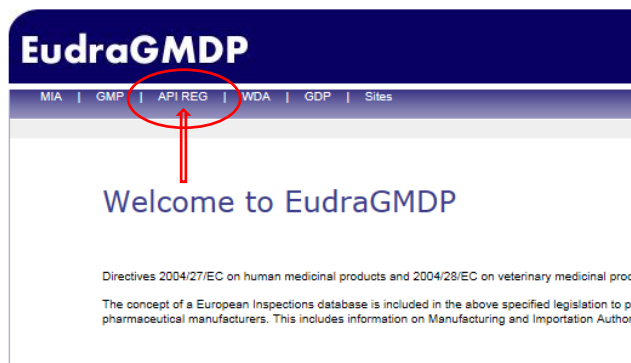 EudraGMDP
MIA | GMP | API REG | WDA | GDP | Sites
Welcome to EudraGMDP
Directives 2004/27/EC on human medicinal products and 2004/28/EC on veterinary medicinal
The concept of a European Inspections database is included in the above specified legislation to
pharmaceutical manufacturers. This includes information on Manufacturing and Importation